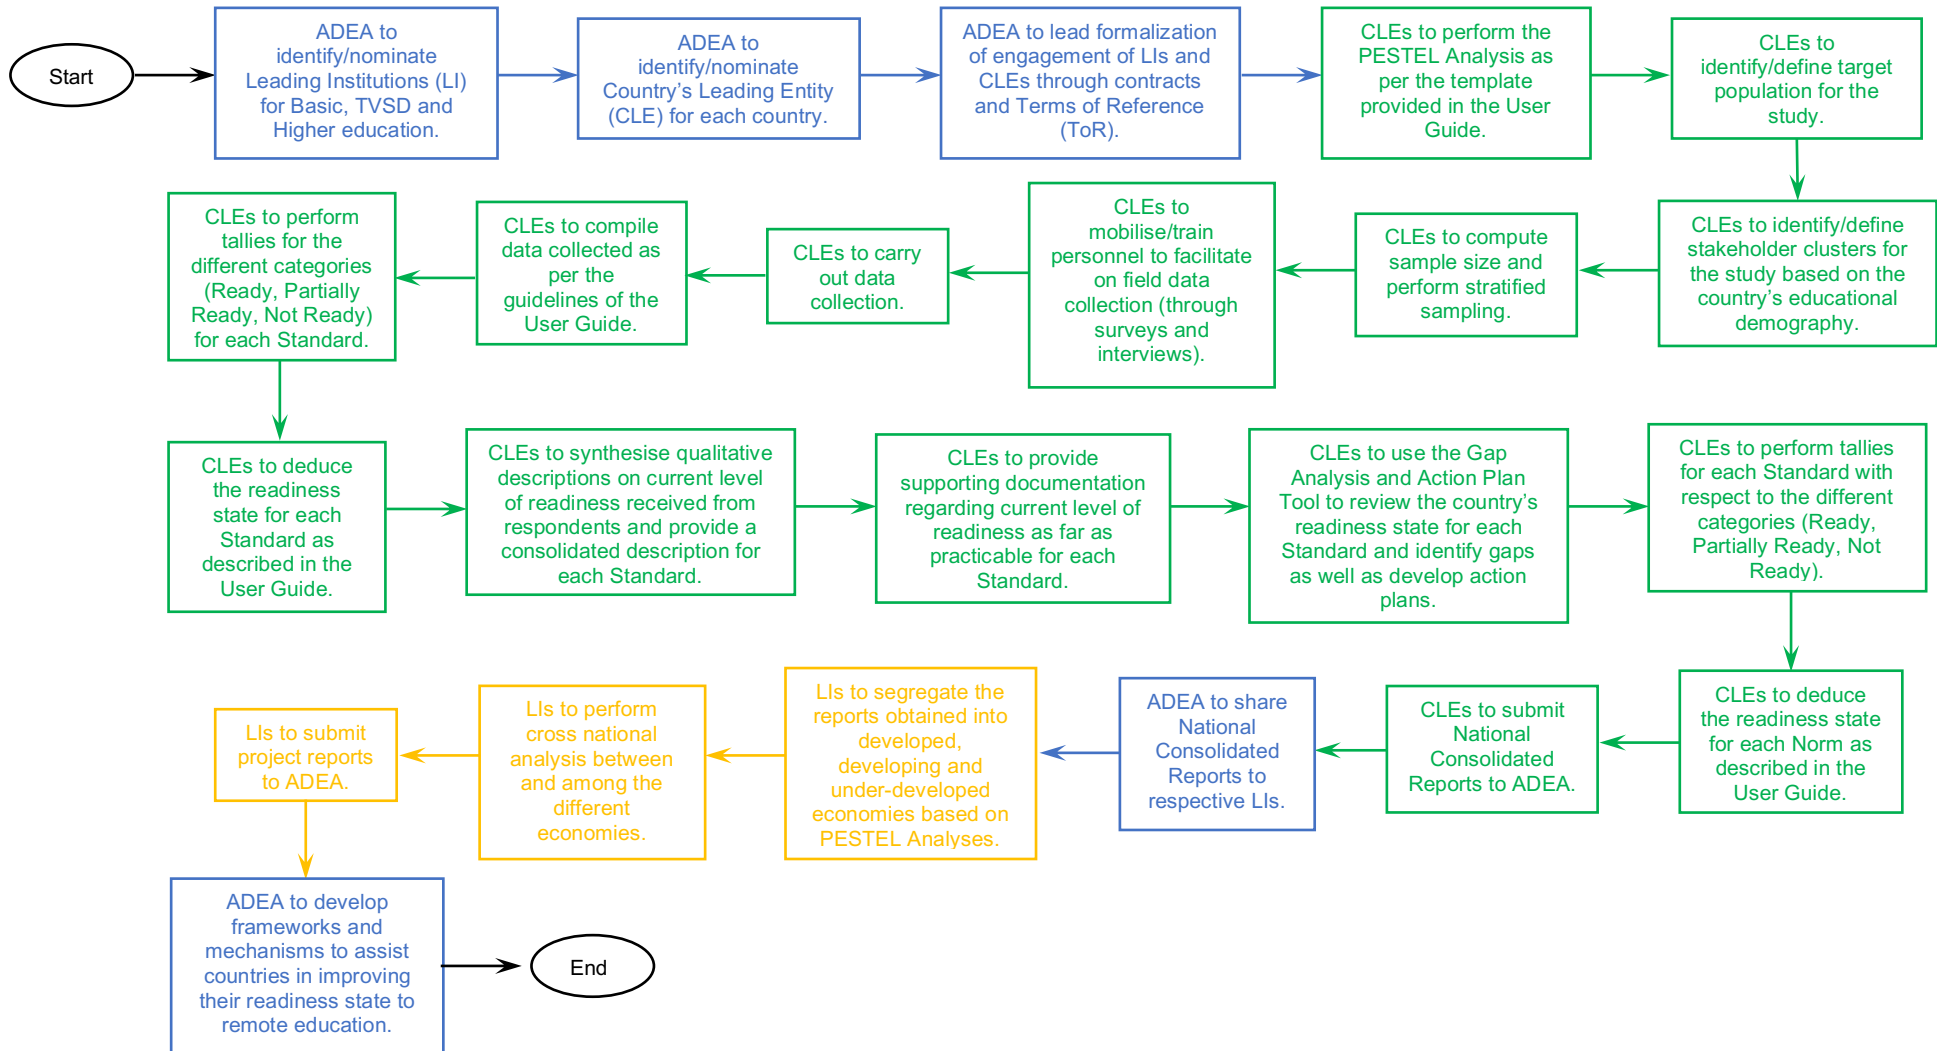 Start
ADEA to
identify/nominate
Leading Institutions (LI)
for Basic, TVSD and
Higher education.
ADEA to
identify/nominate
Country’s Leading Entity
(CLE) for each country.
ADEA to lead formalization
of engagement of LIs and
CLEs through contracts
and Terms of Reference
(ToR).
CLEs to perform the
PESTEL Analysis as
per the template
provided in the User
Guide.
CLEs to
identify/define target
population for the
study.
CLEs to identify/define
stakeholder clusters for
the study based on the
country’s educational
demography.
CLEs to compute
sample size and
perform stratified
sampling.
CLEs to
mobilise/train
personnel to facilitate
on field data
collection (through
surveys and
interviews).
CLEs to carry
out data
collection.
CLEs to compile
data collected as
per the
guidelines of the
User Guide.
CLEs to perform
tallies for the
different categories
(Ready, Partially
Ready, Not Ready)
for each Standard.
CLEs to deduce
the readiness
state for each
Standard as
described in the
User Guide.
CLEs to synthesise qualitative
descriptions on current level
of readiness received from
respondents and provide a
consolidated description for
each Standard.
CLEs to provide
supporting documentation
regarding current level of
readiness as far as
practicable for each
Standard.
CLEs to use the Gap
Analysis and Action Plan
Tool to review the country’s
readiness state for each
Standard and identify gaps
as well as develop action
plans.
CLEs to perform tallies
for each Standard with
respect to the different
categories (Ready,
Partially Ready, Not
Ready).
CLEs to deduce
the readiness state
for each Norm as
described in the
User Guide.
CLEs to submit
National
Consolidated
Reports to ADEA.
ADEA to share
National
Consolidated
Reports to
respective LIs.
LIs to segregate the
reports obtained into
developed,
developing and
under-developed
economies based on
PESTEL Analyses.
LIs to perform
cross national
analysis between
and among the
different
economies.
LIs to submit
project reports
to ADEA.
ADEA to develop
frameworks and
mechanisms to assist
countries in improving
their readiness state to
remote education.
End